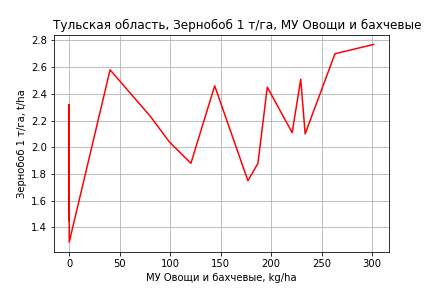 Тульская область, Зернобоб 1 т/га, МУ Овощи и бахчевые
Зернобоб 1 т/га, t/ha
2.8
2.6
2.4
2.2
2.0
1.8
1.6
1.4
0 50 100 150 200 250 300
МУ Овощи и бахчевые, kg/ha